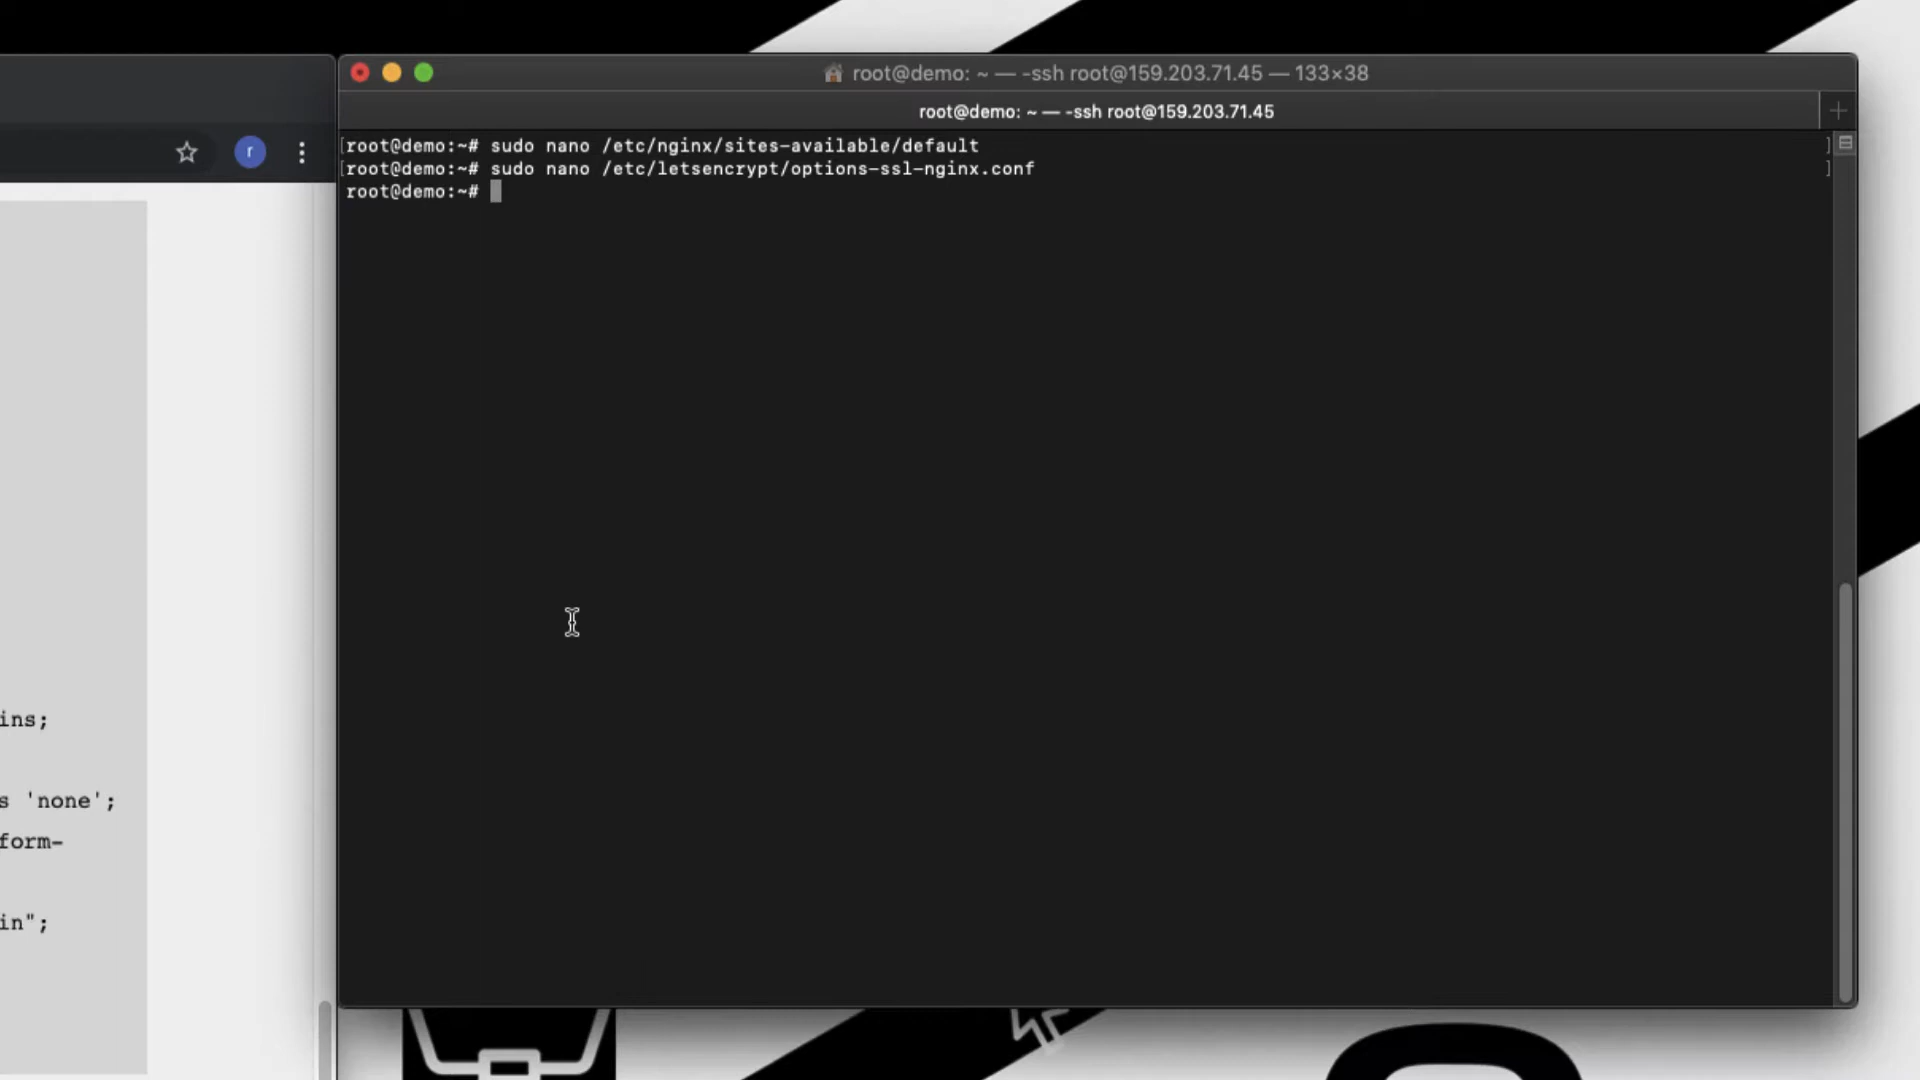 root@demo: ~ — -ssh root@159.203.71.45 — 133×38
root@demo: ~ — -ssh root@159.203.71.45
[root@demo:~# sudo nano /etc/nginx/sites-available/default ]
[root@demo:~# sudo nano /etc/letsencrypt/options-ssl-nginx.conf ]
root@demo:~#
r
ins;
s 'none';
form-
in";